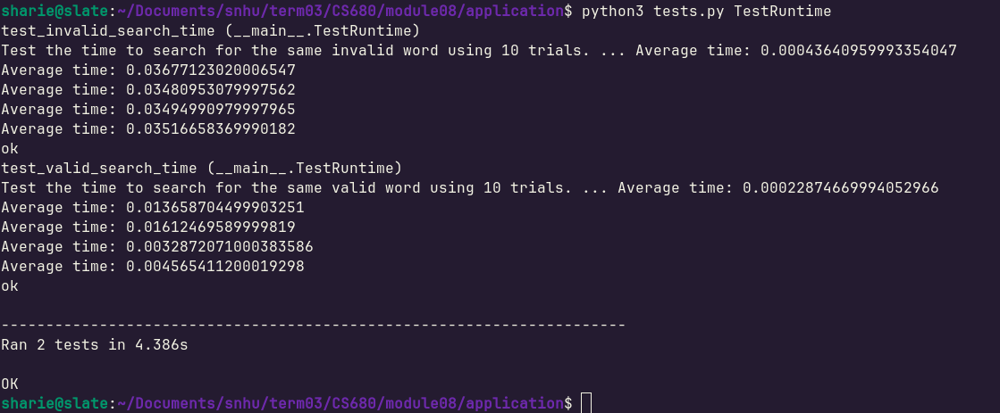 sharie@slate:~/Documents/snhu/term03/CS680/module08/application$ python3 tests.py TestRuntime
test_invalid_search_time (__main__.TestRuntime)
Test the time to search for the same invalid word using 10 trials. ... Average time: 0.00043640959993354047
Average time: 0.03677123020006547
Average time: 0.03480953079997562
Average time: 0.03494990979997965
Average time: 0.03516658369990182
ok
test_valid_search_time (__main__.TestRuntime)
Test the time to search for the same valid word using 10 trials. ... Average time: 0.00022874669994052966
Average time: 0.013658704499903251
Average time: 0.01612469589999819
Average time: 0.0032872071000383586
Average time: 0.004565411200019298
ok

----------------------------------------------------------------------
Ran 2 tests in 4.386s

OK
sharie@slate:~/Documents/snhu/term03/CS680/module08/application$